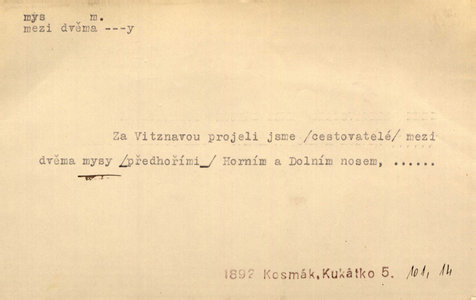 mys m.
mezi dvěma ---y
Za Vitznavou projeli jsme /cestovatelé/ mezi
dvěma mysy /předhořími/ Horním a Dolním nosem, ......
1892 Kosmák, Kukátko 5. 101, 14